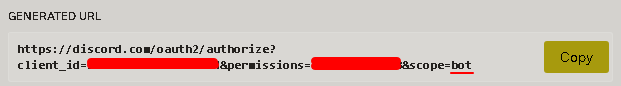 GENERATED URL
https://discord.com/oauth2/authorize?
client_id=&permissions=&scope=bot
Copy